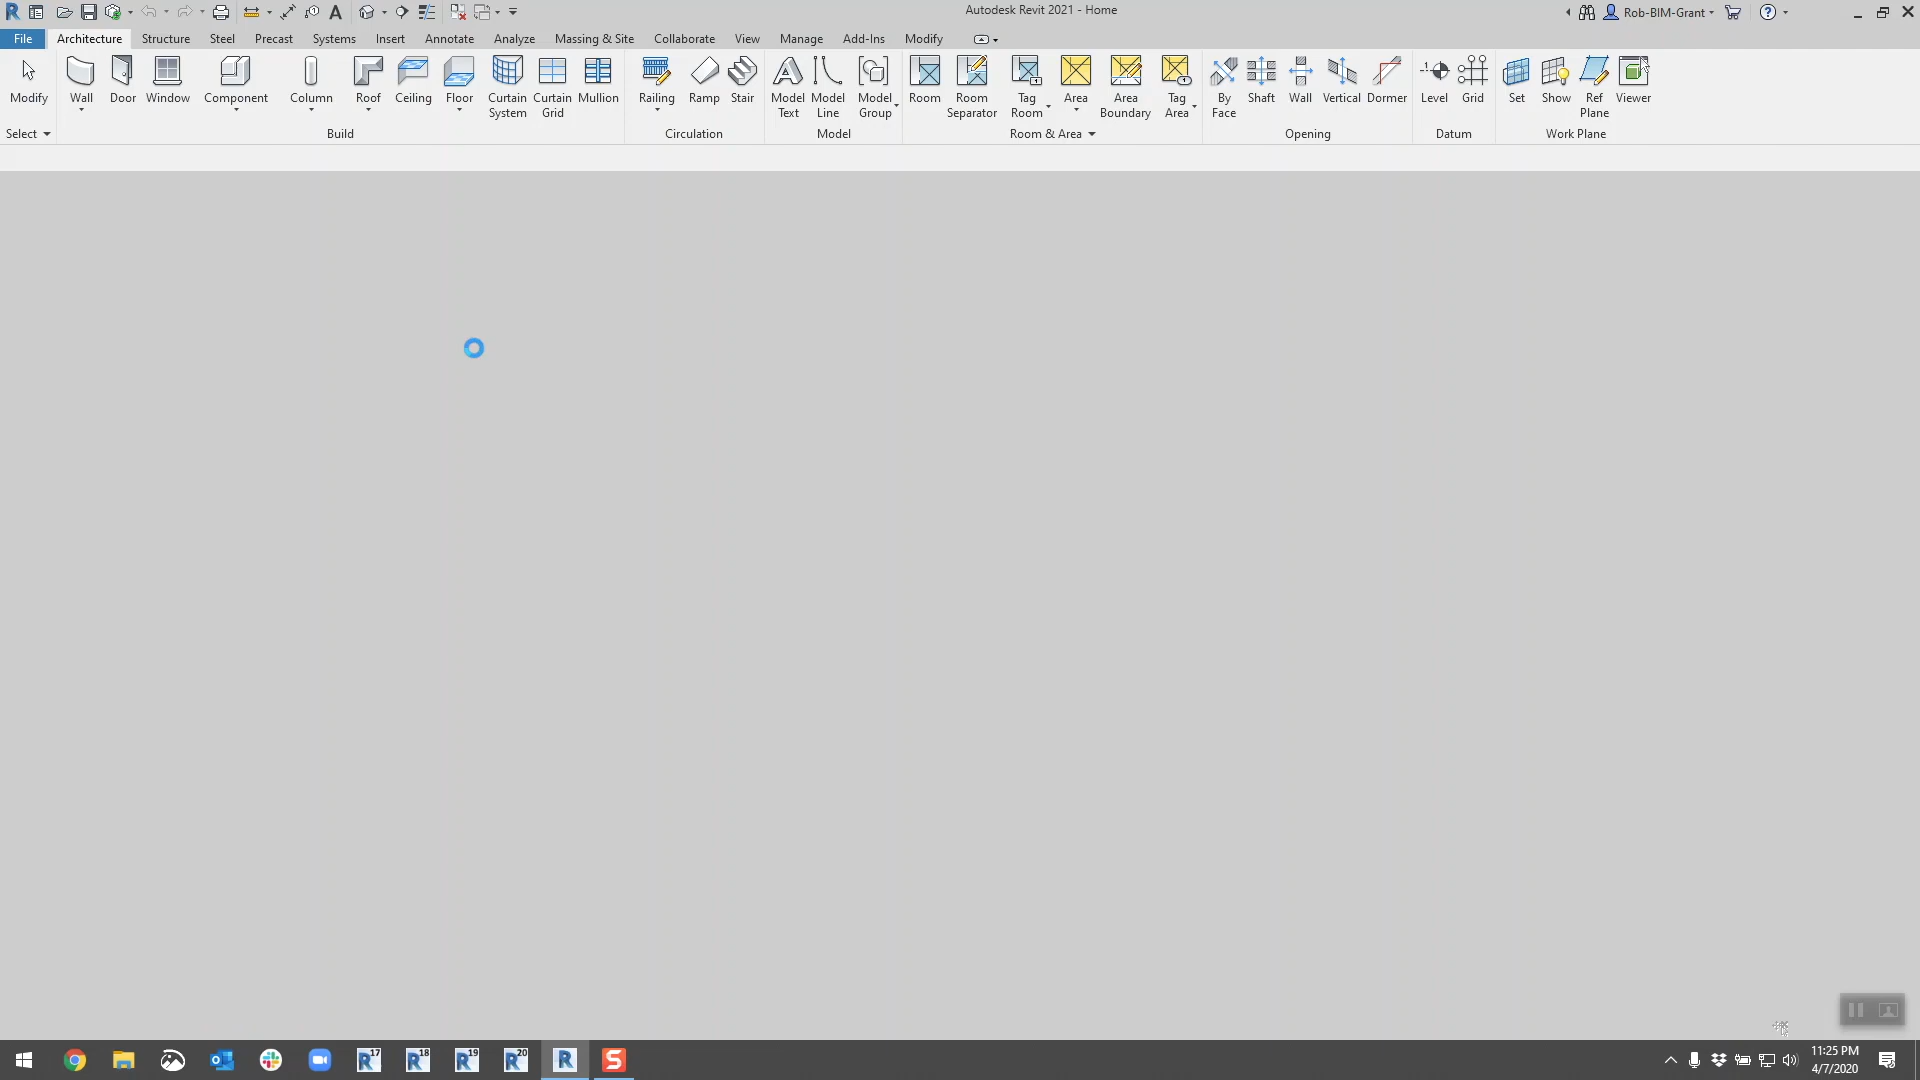 Autodesk Revit 2021 - Home
Rob-BIM-Grant
File Architecture Structure Steel Precast Systems Insert Annotate Analyze Massing & Site Collaborate View Manage Add-Ins Modify
Modify Wall Door Window Component Column Roof Ceiling Floor Curtain System Curtain Grid Mullion Railing Ramp Stair Model Text Model Line Model Group Room Room Separator Tag Room Area Area Boundary Tag Area By Face Shaft Wall Vertical Dormer Level Grid Set Show Ref Plane Viewer
Select Build Circulation Model Room & Area Opening Datum Work Plane
17 18 19 20
11:25 PM
4/7/2020